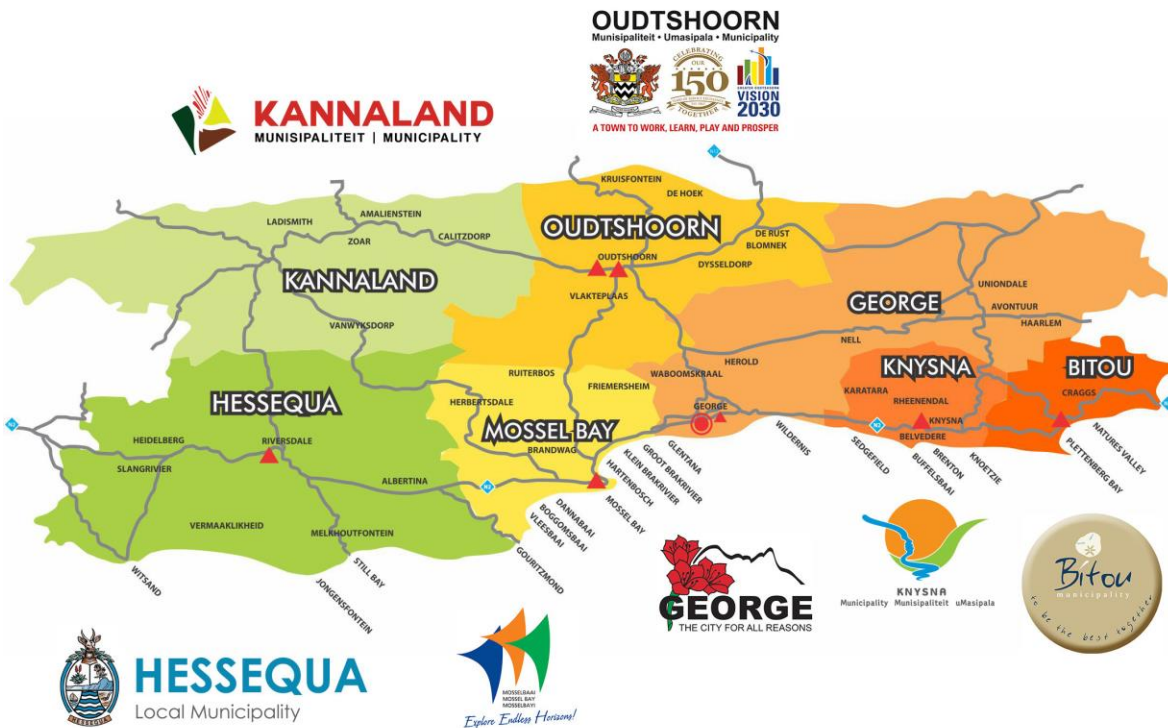 OUDTSHOORN
Munisipaliteit • Umasipala • Municipality
CELEBRATING
OUR
150
TOGETHER
VISION
2030
A TOWN TO WORK, LEARN, PLAY AND PROSPER
KANNALAND
MUNISIPALITEIT | MUNICIPALITY
KRUISFONTEIN
DE HOEK
LADISMITH
AMALIENSTEIN
ZOAR
CALITZDORP
OUDTSHOORN
OUDTSHOORN
DE RUST
BLOMNEK
DYSSELDORP
KANNALAND
VLAKTEPLAAS
UNIONDALE
GEORGE
AVONTUUR
HAARLEM
VANWYKSDORP
NELL
HEROLD
RUITERBOS
FRIEMERSHEIM
WABOOMSKRAAL
KNYSNA
BITOU
KARATARA
RHEENENDAL
CRAGGS
HESSEQUA
HERBERTSDALE
GEORGE
KNYSNA
MOSSEL BAY
BRANDWAG
BELVEDERE
N2
N2
N2
HEIDELBERG
RIVERSDALE
SLANGRIVIER
ALBERTINA
N2
VERMAAKLIKHEID
MELKHOUTFONTEIN
WITSAND
JONGENSFONTEIN
STILL BAY
GOURITZMOND
VLEESBAAI
BOGGOMSBAAI
DANNABAAI
MOSSEL BAY
HARTENBOSCH
KLEIN BRAKRIVIER
GROOT BRAKRIVIER
GLENTANA
WILDERNIS
SEDGEFIELD
BUFFELSBAAI
BRENTON
KNOETZIE
PLETTENBERG BAY
NATURES VALLEY
GEORGE
THE CITY FOR ALL REASONS
KNYSNA
Municipality Munisipaliteit uMasipala
Bitou
municipality
to be the best together
HESSEQUA
HESSEQUA
Local Municipality
MOSSELBAAI
MOSSEL BAY
MOSSELBAYI
Explore Endless Horizons!